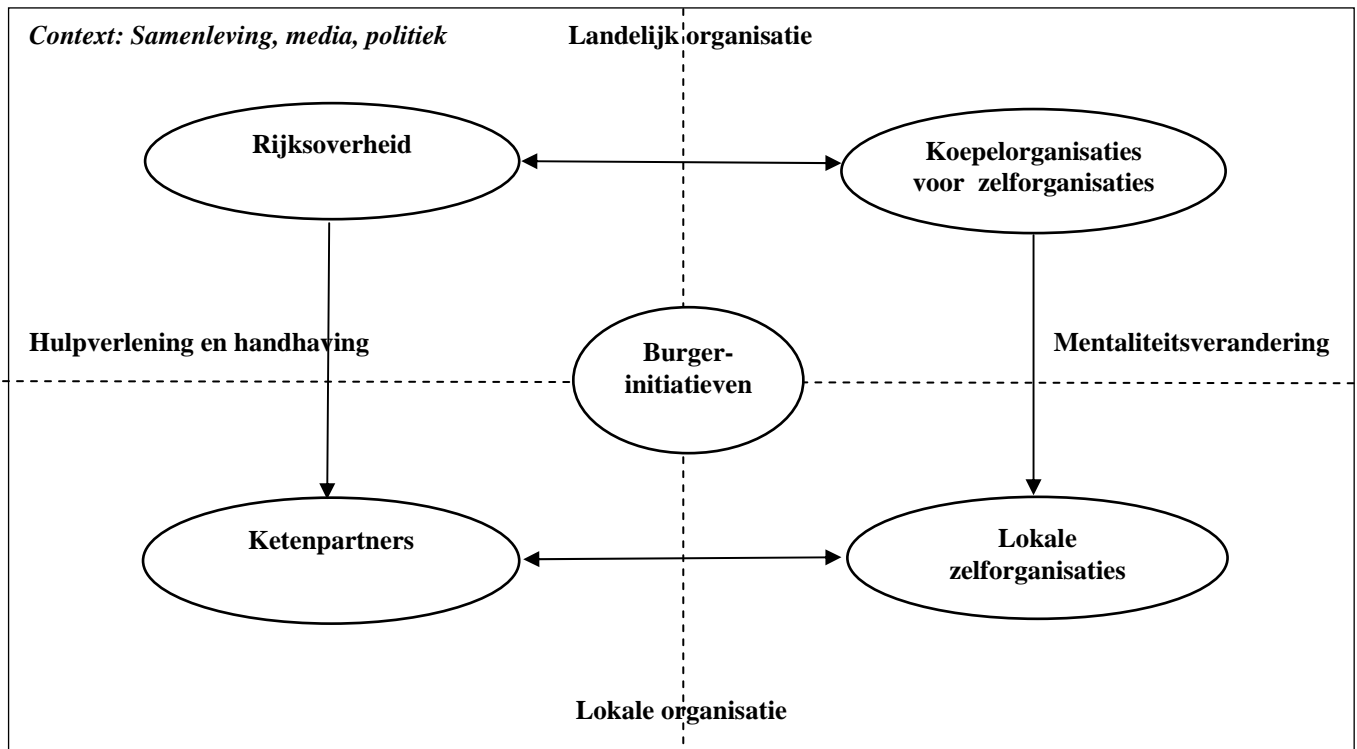 Context: Samenleving, media, politiek
Landelijk organisatie
Rijksoverheid
Koepelorganisaties
voor zelforganisaties
Hulpverlening en handhaving
Burger-
initiatieven
Mentaliteitsverandering
Ketenpartners
Lokale
zelforganisaties
Lokale organisatie